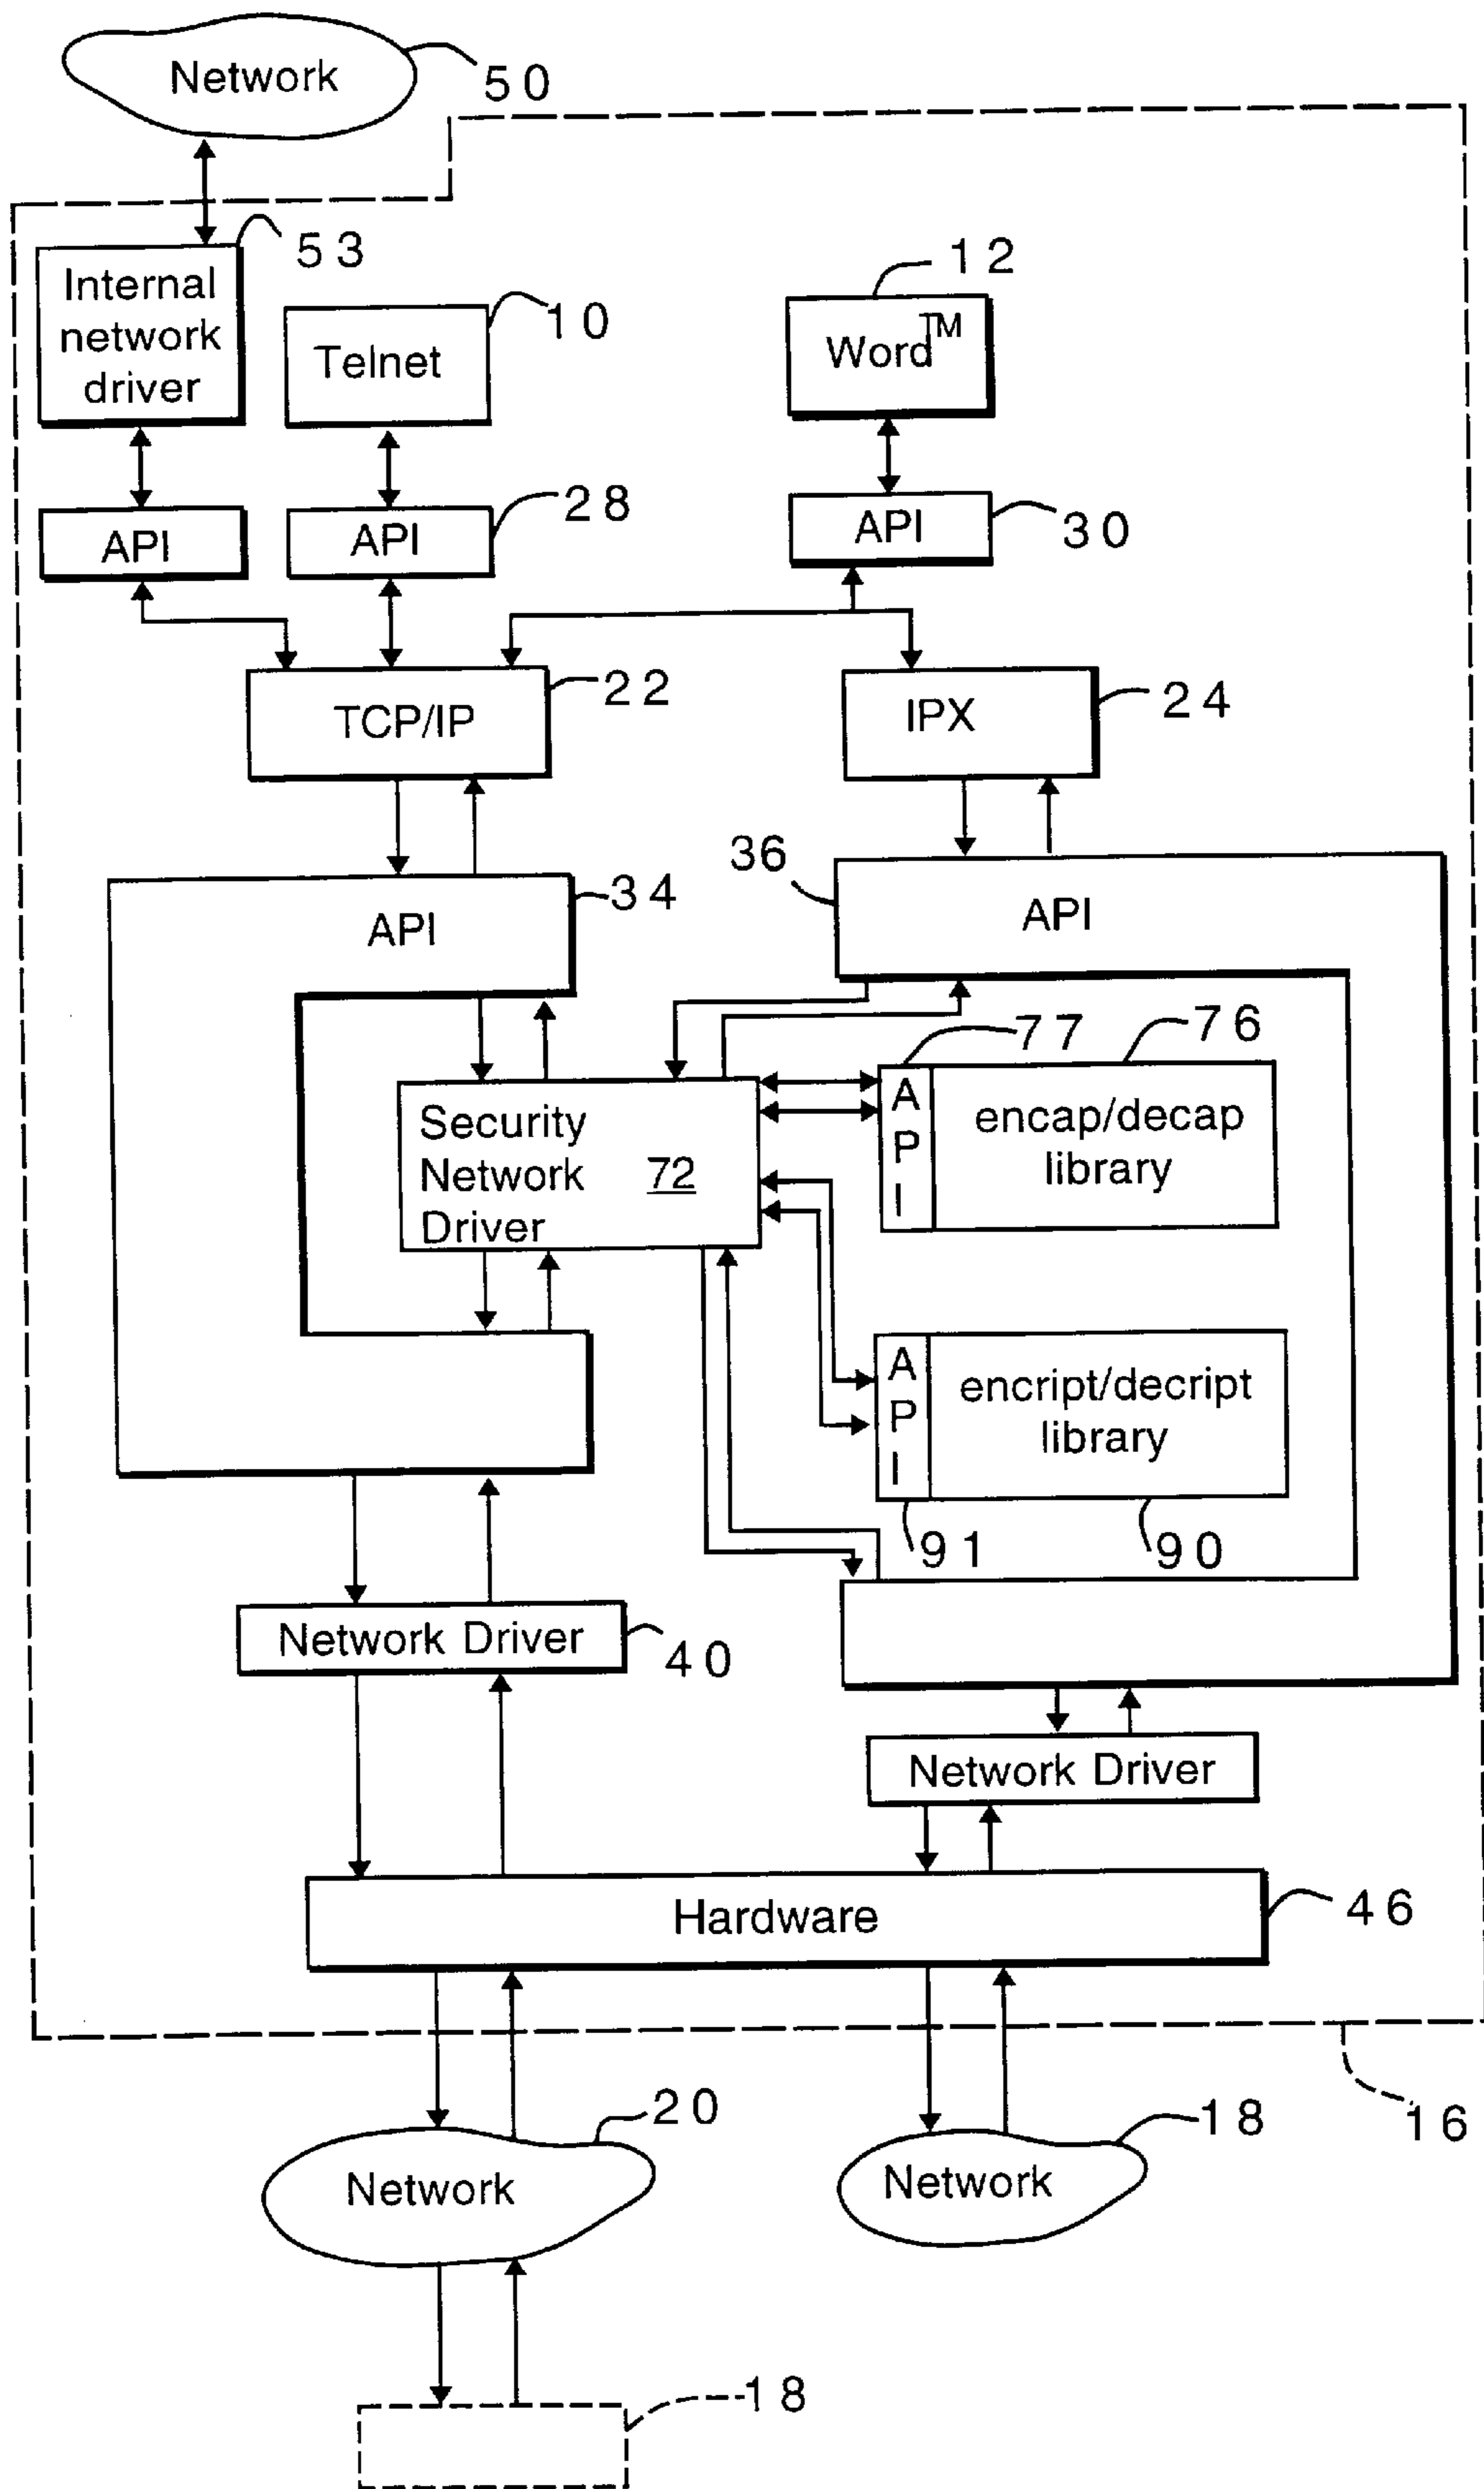 Network
50
53
Internal
network
driver
10
Telnet
12
Word™
API
API
28
API
30
TCP/IP
22
IPX
24
API
34
36
API
77
76
Security
Network
Driver
72
A
P
I
encap/decap
library
A
P
I
encript/decript
library
91
90
Network Driver
40
Network Driver
Hardware
46
16
Network
20
Network
18
18